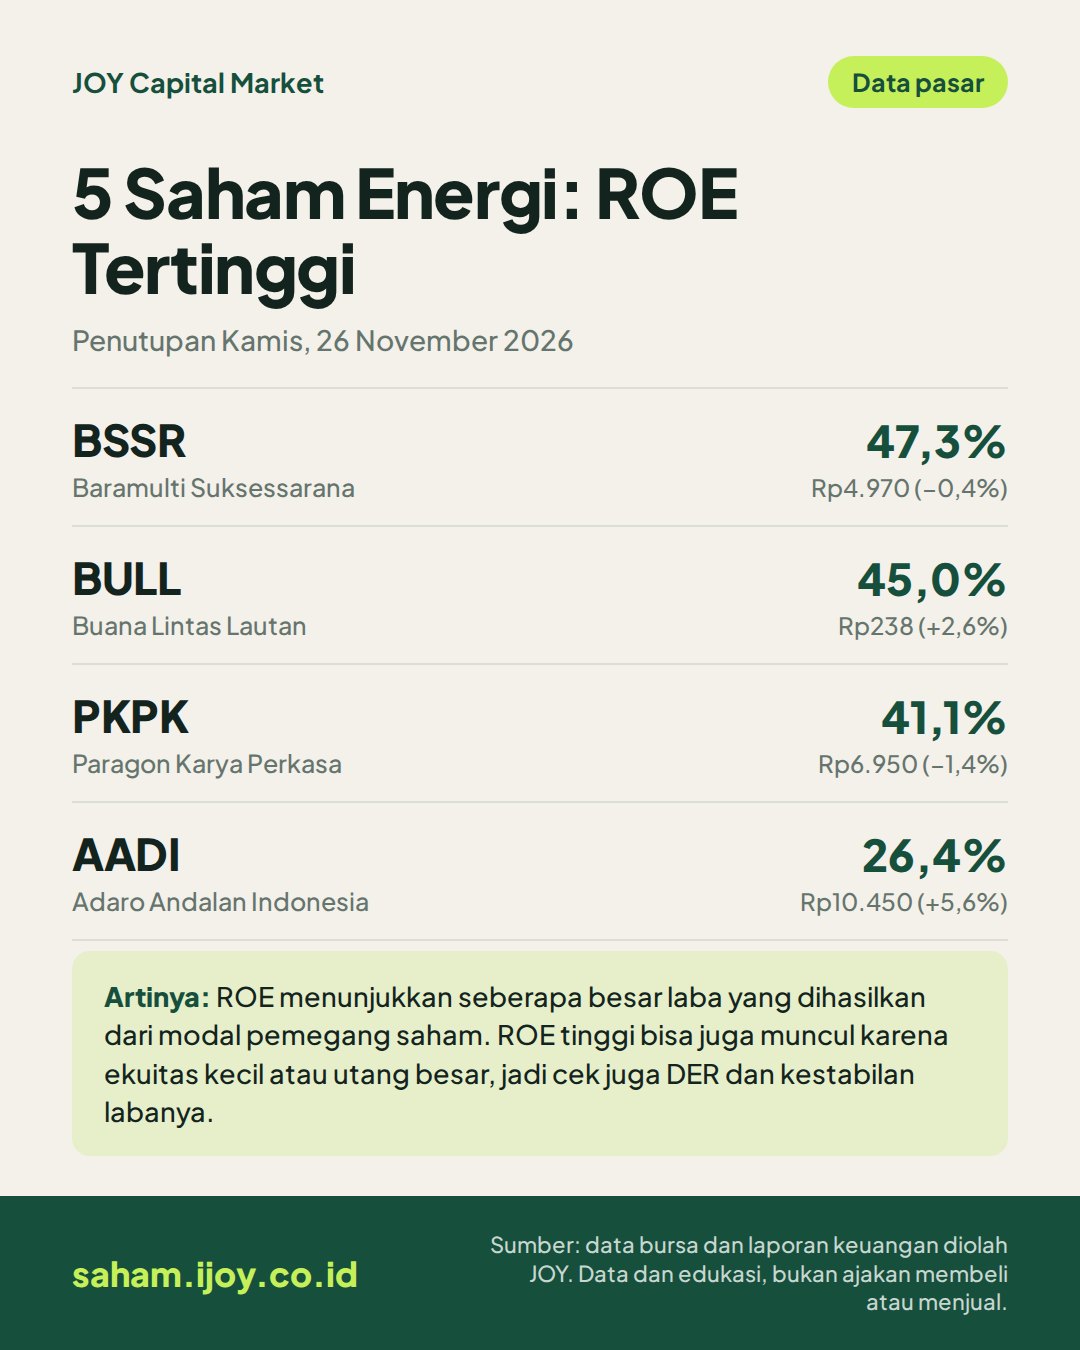 JOY Capital Market
Data pasar
5 Saham Energi: ROE
Tertinggi
Penutupan Kamis, 26 November 2026
BSSR
47,3%
Baramulti Suksessarana
Rp4.970 (−0,4%)
BULL
45,0%
Buana Lintas Lautan
Rp238 (+2,6%)
PKPK
41,1%
Paragon Karya Perkasa
Rp6.950 (−1,4%)
AADI
26,4%
Adaro Andalan Indonesia
Rp10.450 (+5,6%)
Artinya: ROE menunjukkan seberapa besar laba yang dihasilkan
dari modal pemegang saham. ROE tinggi bisa juga muncul karena
ekuitas kecil atau utang besar, jadi cek juga DER dan kestabilan
labanya.
saham.ijoy.co.id
Sumber: data bursa dan laporan keuangan diolah
JOY. Data dan edukasi, bukan ajakan membeli
atau menjual.